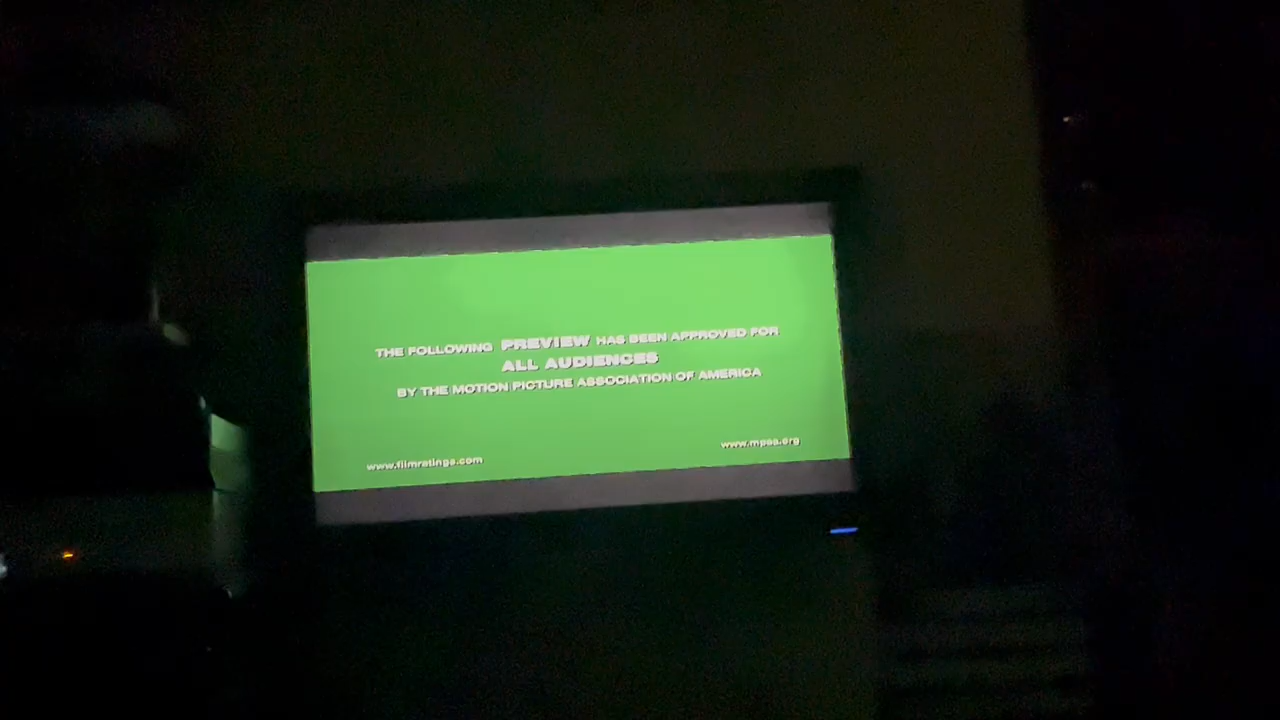 THE FOLLOWING PREVIEW HAS BEEN APPROVED FOR
ALL AUDIENCES
BY THE MOTION PICTURE ASSOCIATION OF AMERICA
www.filmratings.com
www.mpaa.org